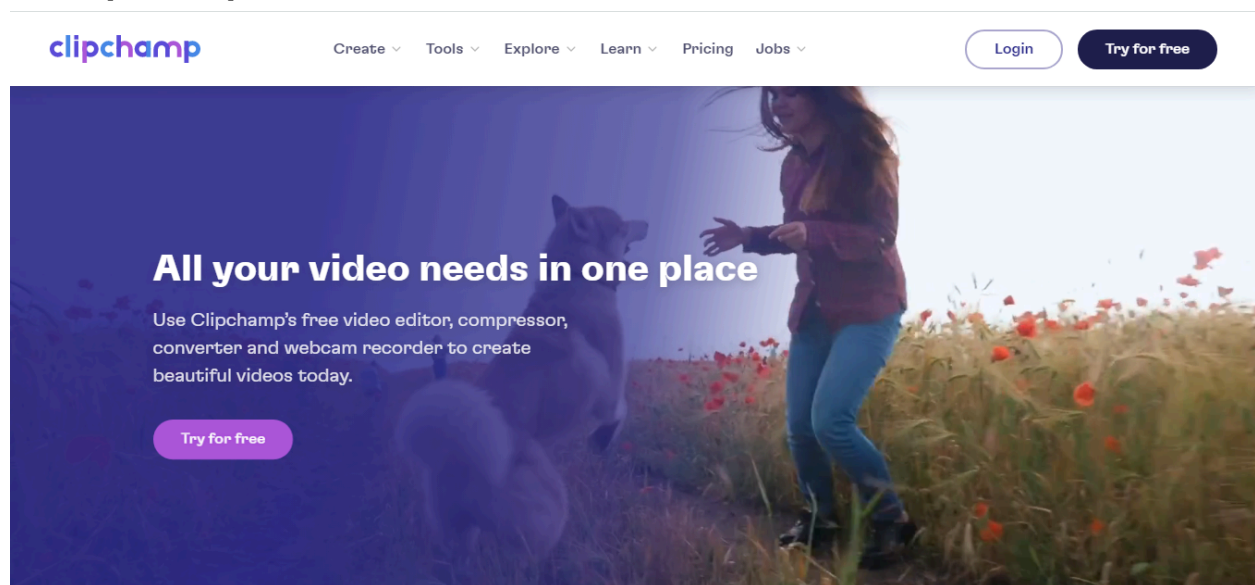 clipchamp
Create Tools Explore Learn Pricing Jobs Login Try for free
All your video needs in one place
Use Clipchamp's free video editor, compressor,
converter and webcam recorder to create
beautiful videos today.
Try for free